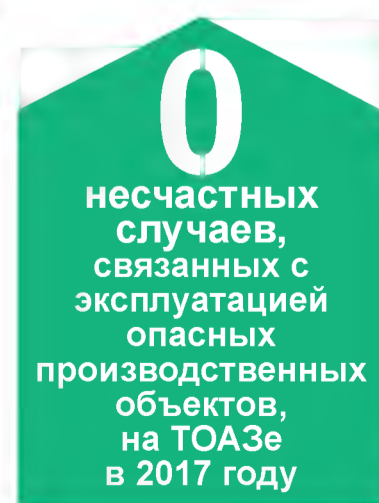 0
несчастных
случаев,
связанных с
эксплуатацией
опасных
производственных
объектов,
на ТОАЗе
в 2017 году